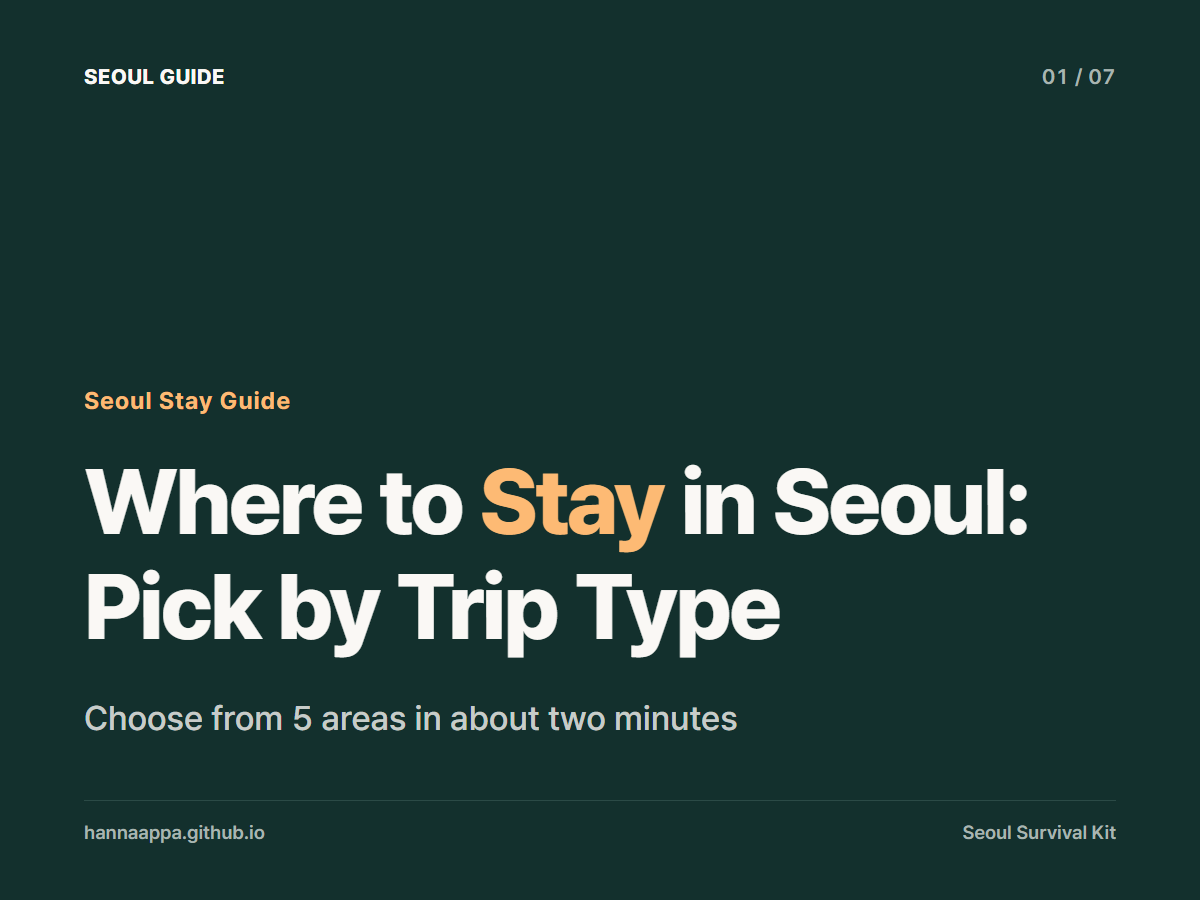 SEOUL GUIDE
01 / 07
Seoul Stay Guide
Where to Stay in Seoul:
Pick by Trip Type
Choose from 5 areas in about two minutes
hannaappa.github.io
Seoul Survival Kit